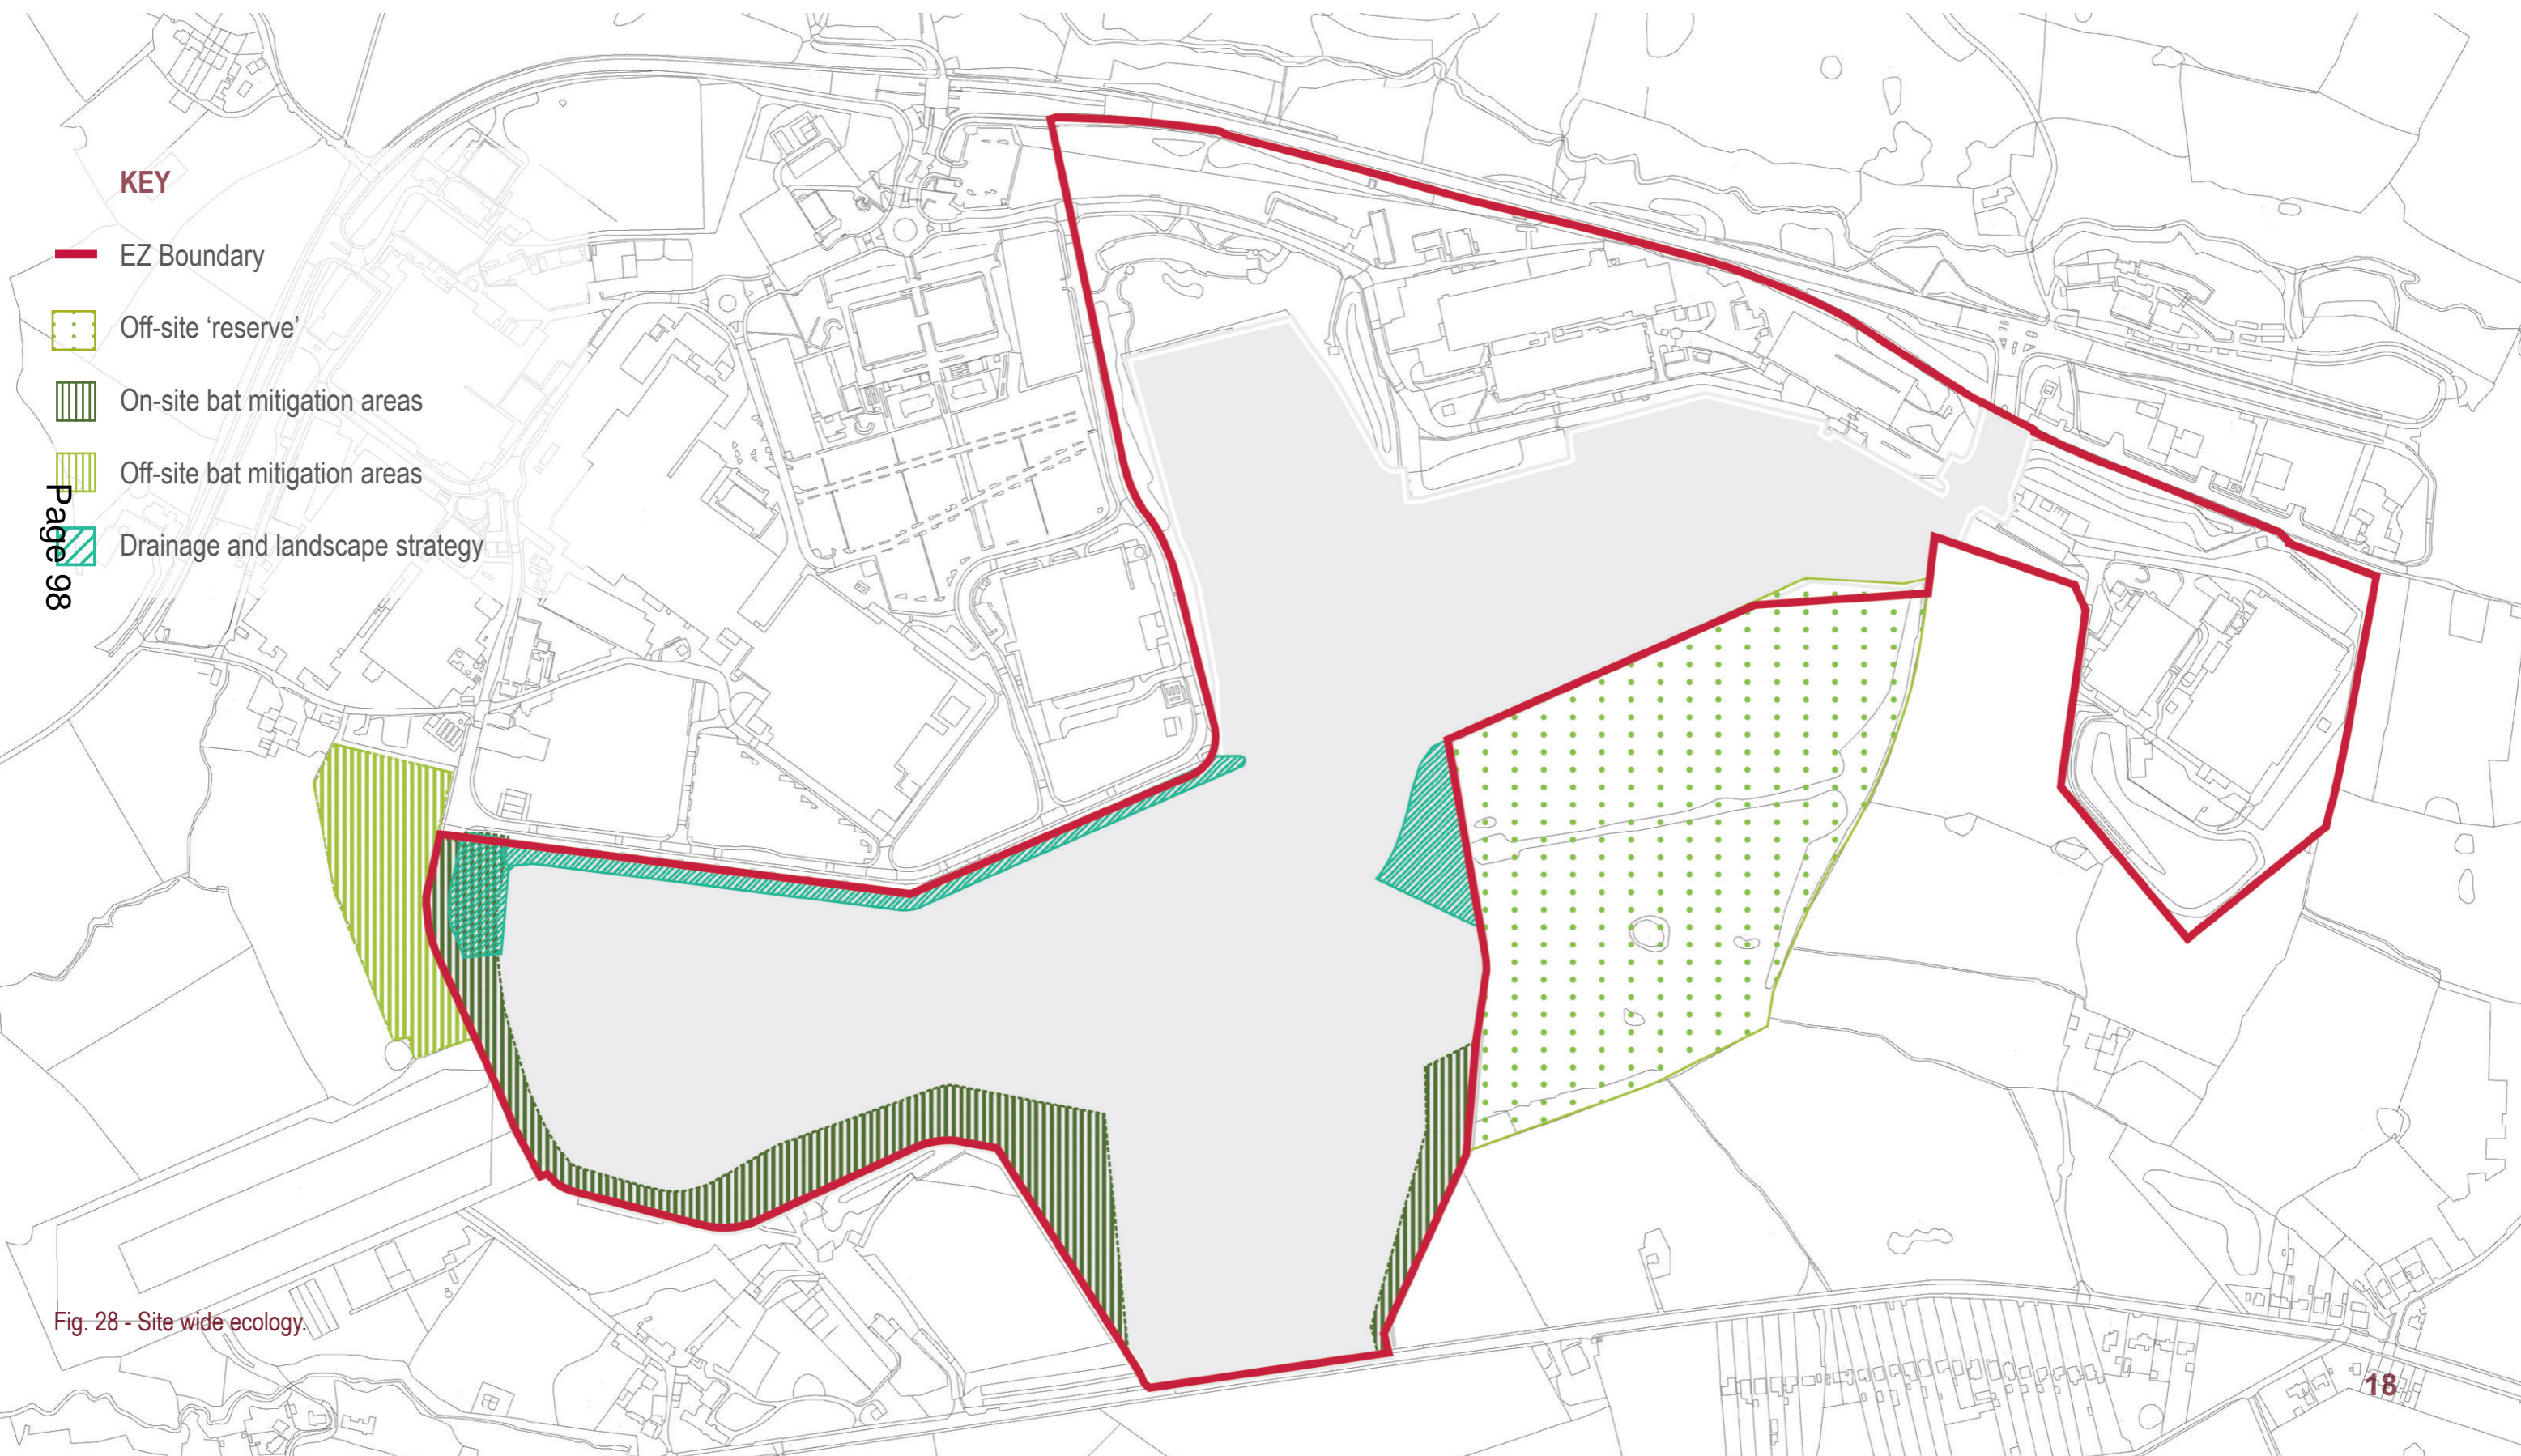 KEY
EZ Boundary
Off-site ‘reserve’
On-site bat mitigation areas
Off-site bat mitigation areas
Drainage and landscape strategy
Page 98
Fig. 28 - Site wide ecology.
18